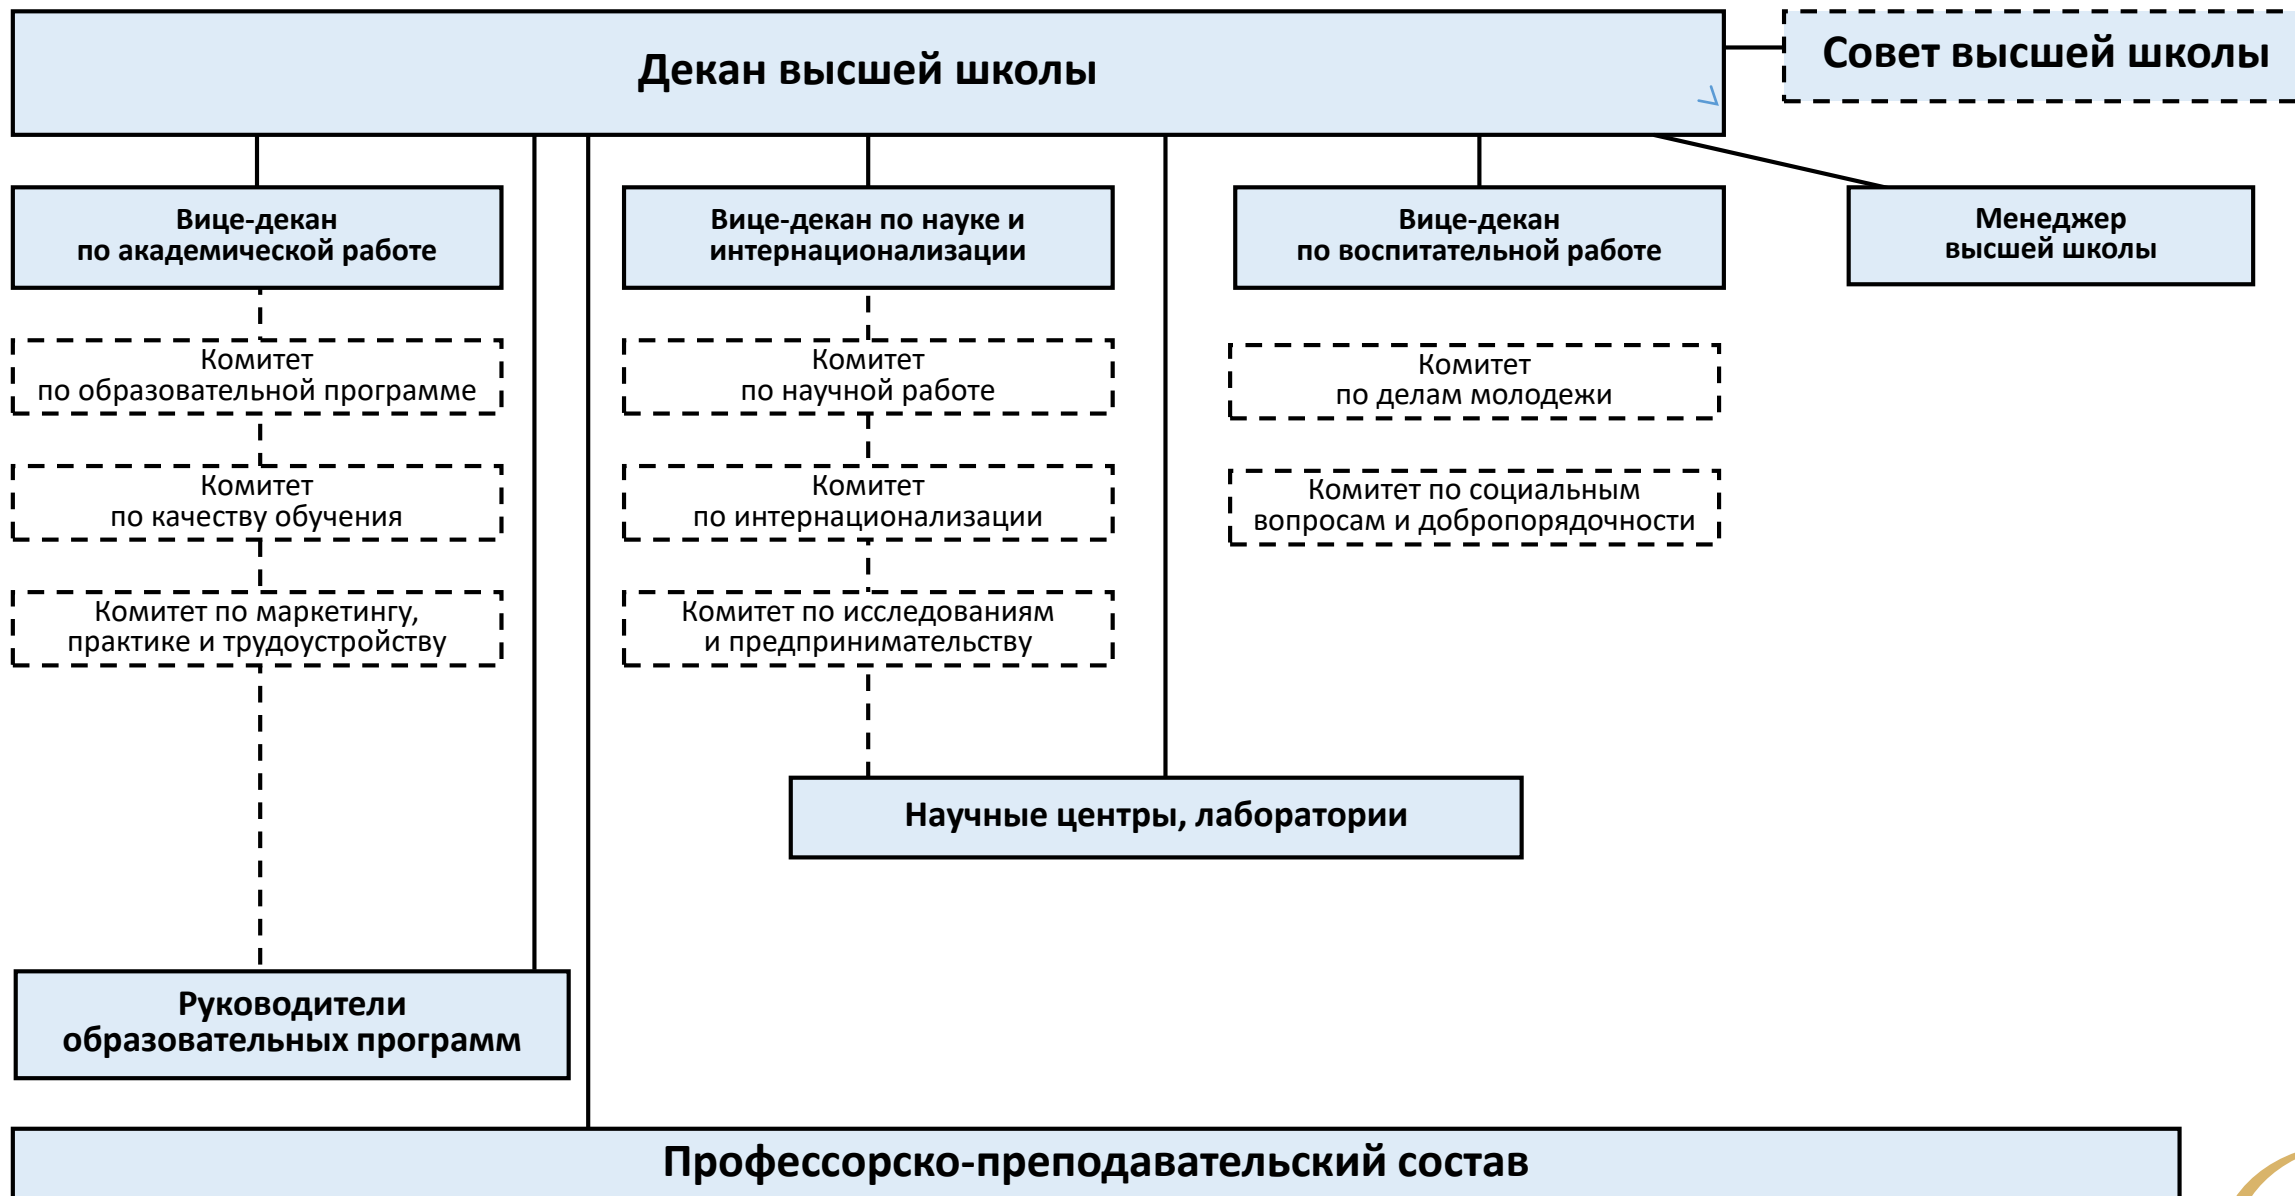 Декан высшей школы
Совет высшей школы
Вице-декан
по академической работе
Вице-декан по науке и
интернационализации
Вице-декан
по воспитательной работе
Менеджер
высшей школы
Комитет
по образовательной программе
Комитет
по научной работе
Комитет
по делам молодежи
Комитет
по качеству обучения
Комитет
по интернационализации
Комитет по социальным
вопросам и добропорядочности
Комитет по маркетингу,
практике и трудоустройству
Комитет по исследованиям
и предпринимательству
Научные центры, лаборатории
Руководители
образовательных программ
Профессорско-преподавательский состав